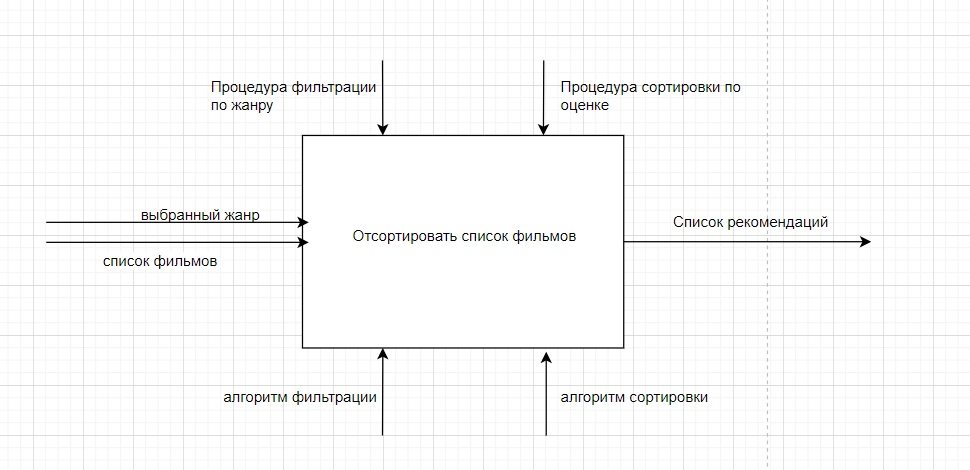 Процедура фильтрации
по жанру
Процедура сортировки по
оценке
выбранный жанр
список фильмов
Отсортировать список фильмов
Список рекомендаций
алгоритм фильтрации
алгоритм сортировки